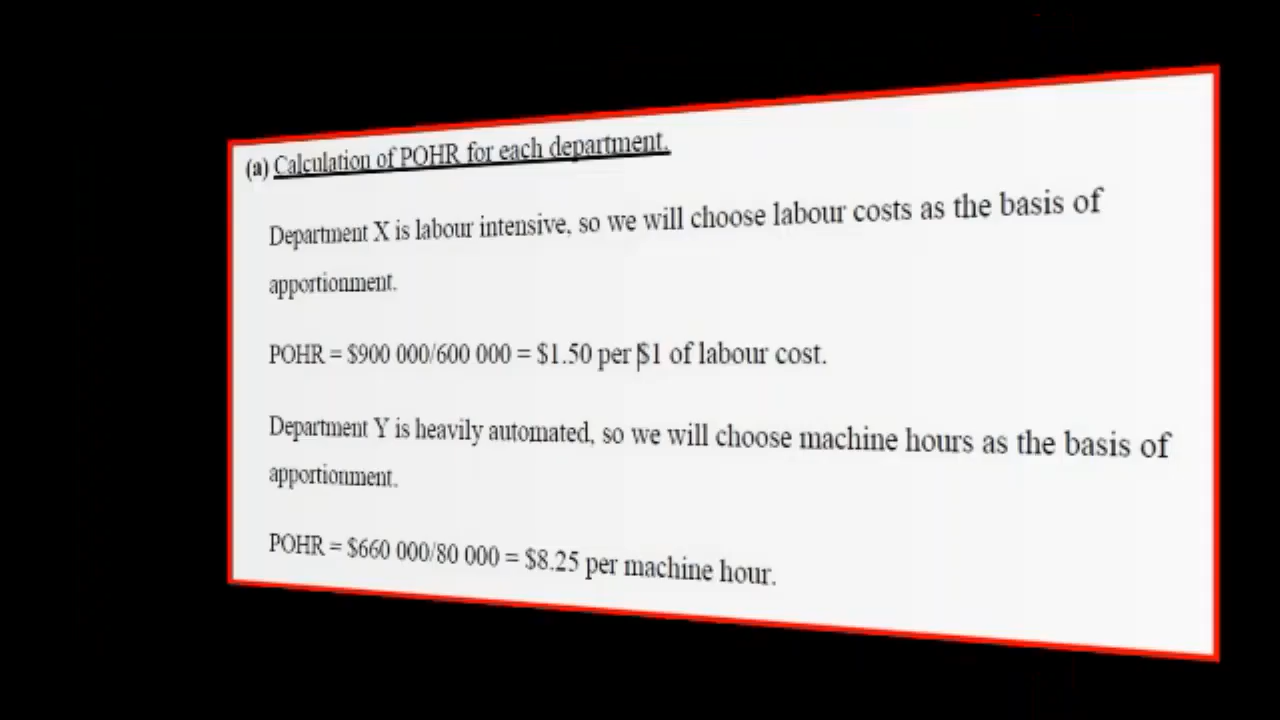 (a) Calculation of POHR for each department.
Department X is labour intensive, so we will choose labour costs as the basis of
apportionment.
POHR = $900 000/600 000 = $1.50 per $1 of labour cost.
Department Y is heavily automated, so we will choose machine hours as the basis of
apportionment.
POHR = $660 000/80 000 = $8.25 per machine hour.